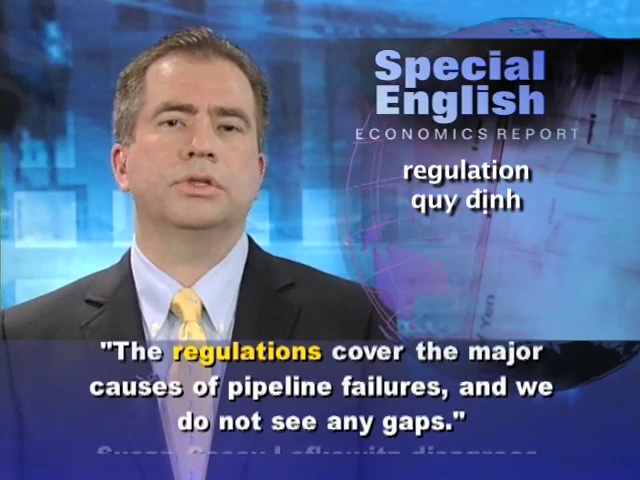 Special
English
ECONOMICS REPORT
regulation
quy định
Yen
"The regulations cover the major
causes of pipeline failures, and we
do not see any gaps."